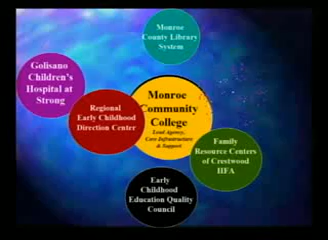 Monroe
County Library
System
Golisano
Children's
Hospital at
Strong
Monroe
Community
College
Lead Agency,
Core Infrastructure
& Support
Regional
Early Childhood
Direction Center
Family
Resource Centers
of Crestwood
Early
Childhood
Education Quality
Council